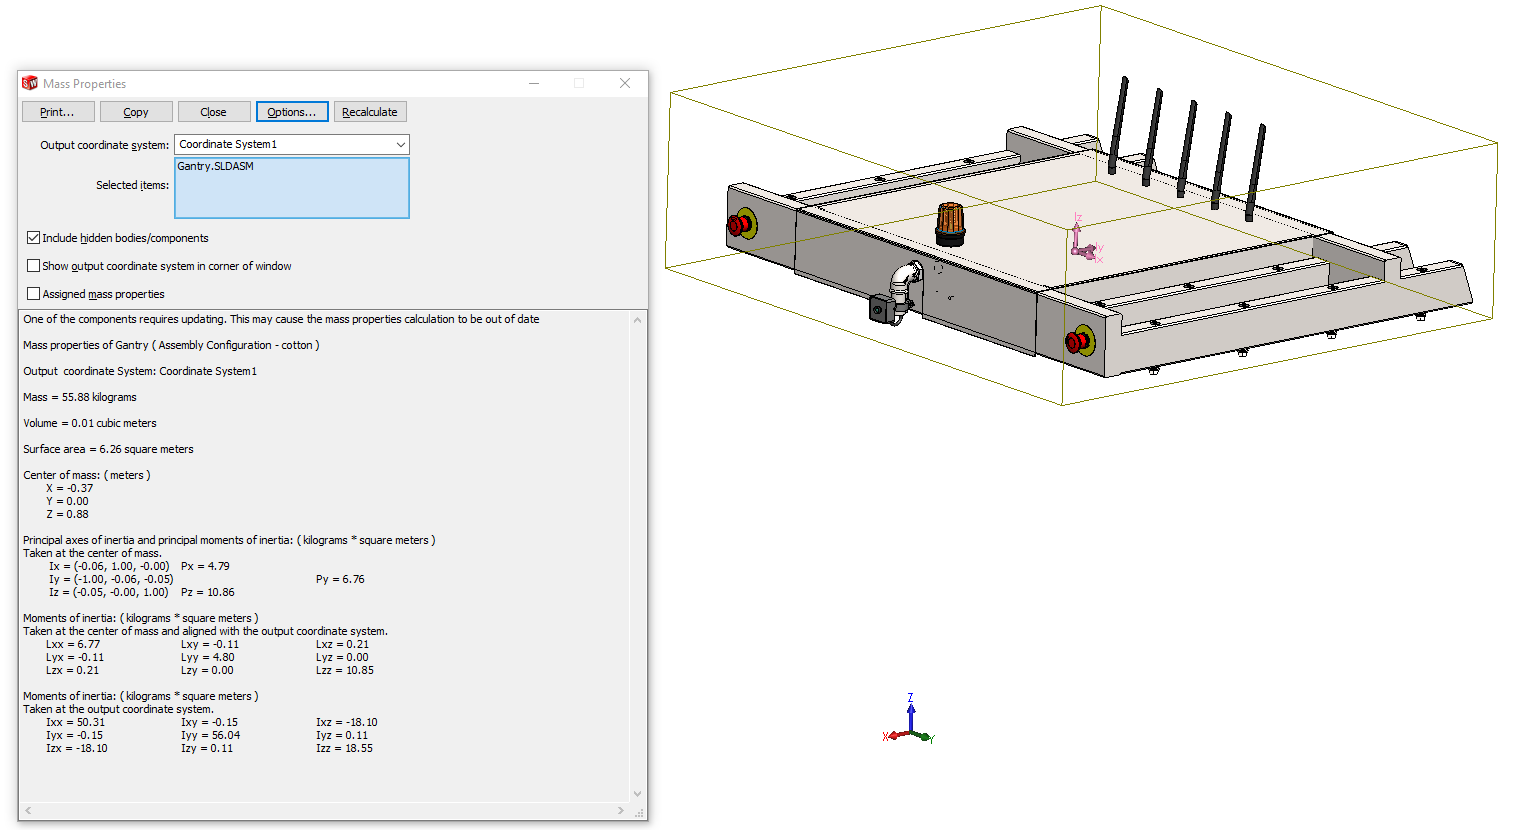 Mass Properties
Print... Copy Close Options... Recalculate
Output coordinate system: Coordinate System1
Selected items: Gantry.SLDASM
Include hidden bodies/components
Show output coordinate system in corner of window
Assigned mass properties
One of the components requires updating. This may cause the mass properties calculation to be out of date
Mass properties of Gantry ( Assembly Configuration - cotton )
Output coordinate System: Coordinate System1
Mass = 55.88 kilograms
Volume = 0.01 cubic meters
Surface area = 6.26 square meters
Center of mass: ( meters )
X = -0.37
Y = 0.00
Z = 0.88
Principal axes of inertia and principal moments of inertia: ( kilograms * square meters )
Taken at the center of mass.
Ix = (-0.06, 1.00, -0.00) Px = 4.79
Iy = (-1.00, -0.06, -0.05) Py = 6.76
Iz = (-0.05, -0.00, 1.00) Pz = 10.86
Moments of inertia: ( kilograms * square meters )
Taken at the center of mass and aligned with the output coordinate system.
Lxx = 6.77 Lxy = -0.11 Lxz = 0.21
Lyx = -0.11 Lyy = 4.80 Lyz = 0.00
Lzx = 0.21 Lzy = 0.00 Lzz = 10.85
Moments of inertia: ( kilograms * square meters )
Taken at the output coordinate system.
Ixx = 50.31 Ixy = -0.15 Ixz = -18.10
Iyx = -0.15 Iyy = 56.04 Iyz = 0.11
Izx = -18.10 Izy = 0.11 Izz = 18.55
Iz
Iy
Ix
Z
X Y